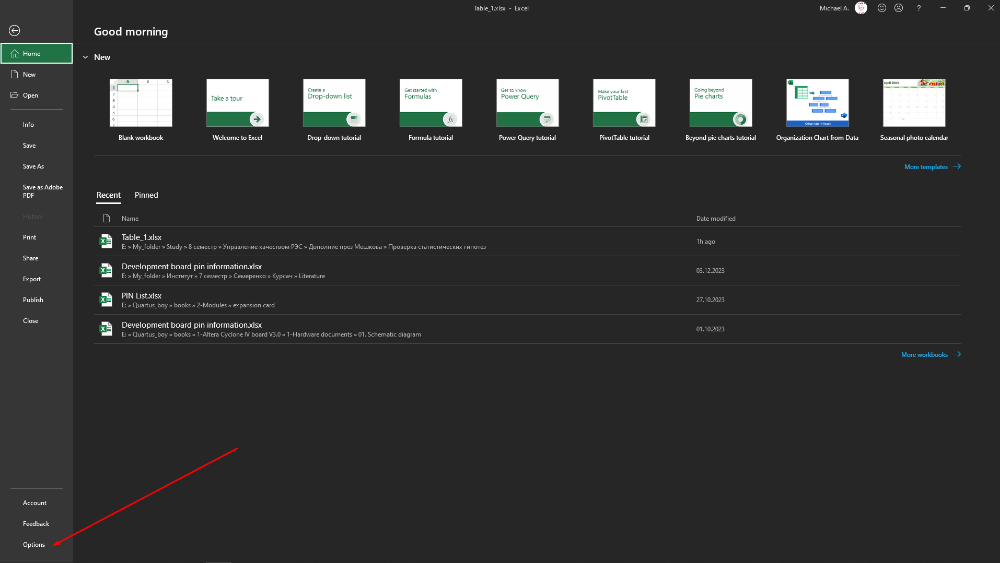 Table_1.xlsx - Excel
Michael A.
?
Good morning
Home
New
Open
Info
Save
Save As
Save as Adobe
PDF
History
Print
Share
Export
Publish
Close
Account
Feedback
Options
New
A B C
1
2
3
4
5
6
7
Blank workbook
Take a tour
Welcome to Excel
Create a
Drop-down list
Drop-down tutorial
Get started with
Formulas
fx
Formula tutorial
Get to know
Power Query
Power Query tutorial
Make your first
PivotTable
PivotTable tutorial
Going beyond
Pie charts
Beyond pie charts tutorial
Office Add-in Ready
Organization Chart from Data
April 20XX
Seasonal photo calendar
More templates
Recent Pinned
Name Date modified
Table_1.xlsx
E: » My_folder » Study » 8 семестр » Управление качеством РЭС » Дополние през Мешкова » Проверка статистических гипотез
1h ago
Development board pin information.xlsx
E: » My_folder » Институт » 7 семестр » Семеренко » Курсач » Literature
03.12.2023
PIN List.xlsx
E: » Quartus_boy » books » 2-Modules » expansion card
27.10.2023
Development board pin information.xlsx
E: » Quartus_boy » books » 1-Altera Cyclone IV board V3.0 » 1-Hardware documents » 01. Schematic diagram
01.10.2023
More workbooks